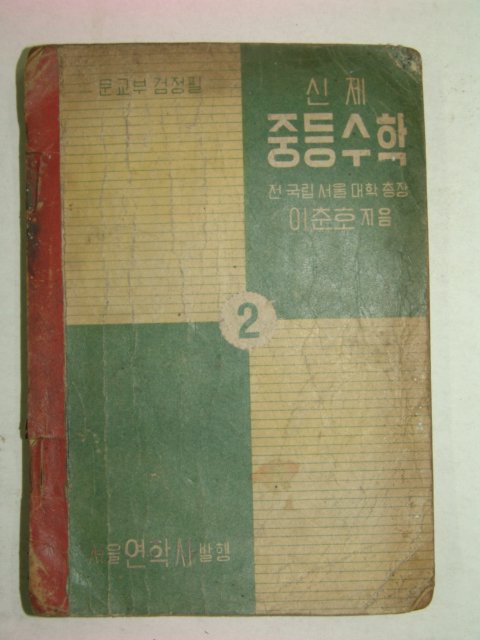 문교부 검정필
신제
중등수학
전 국립 서울 대학 총장
이춘호 지음
2
서울 연학사 발행